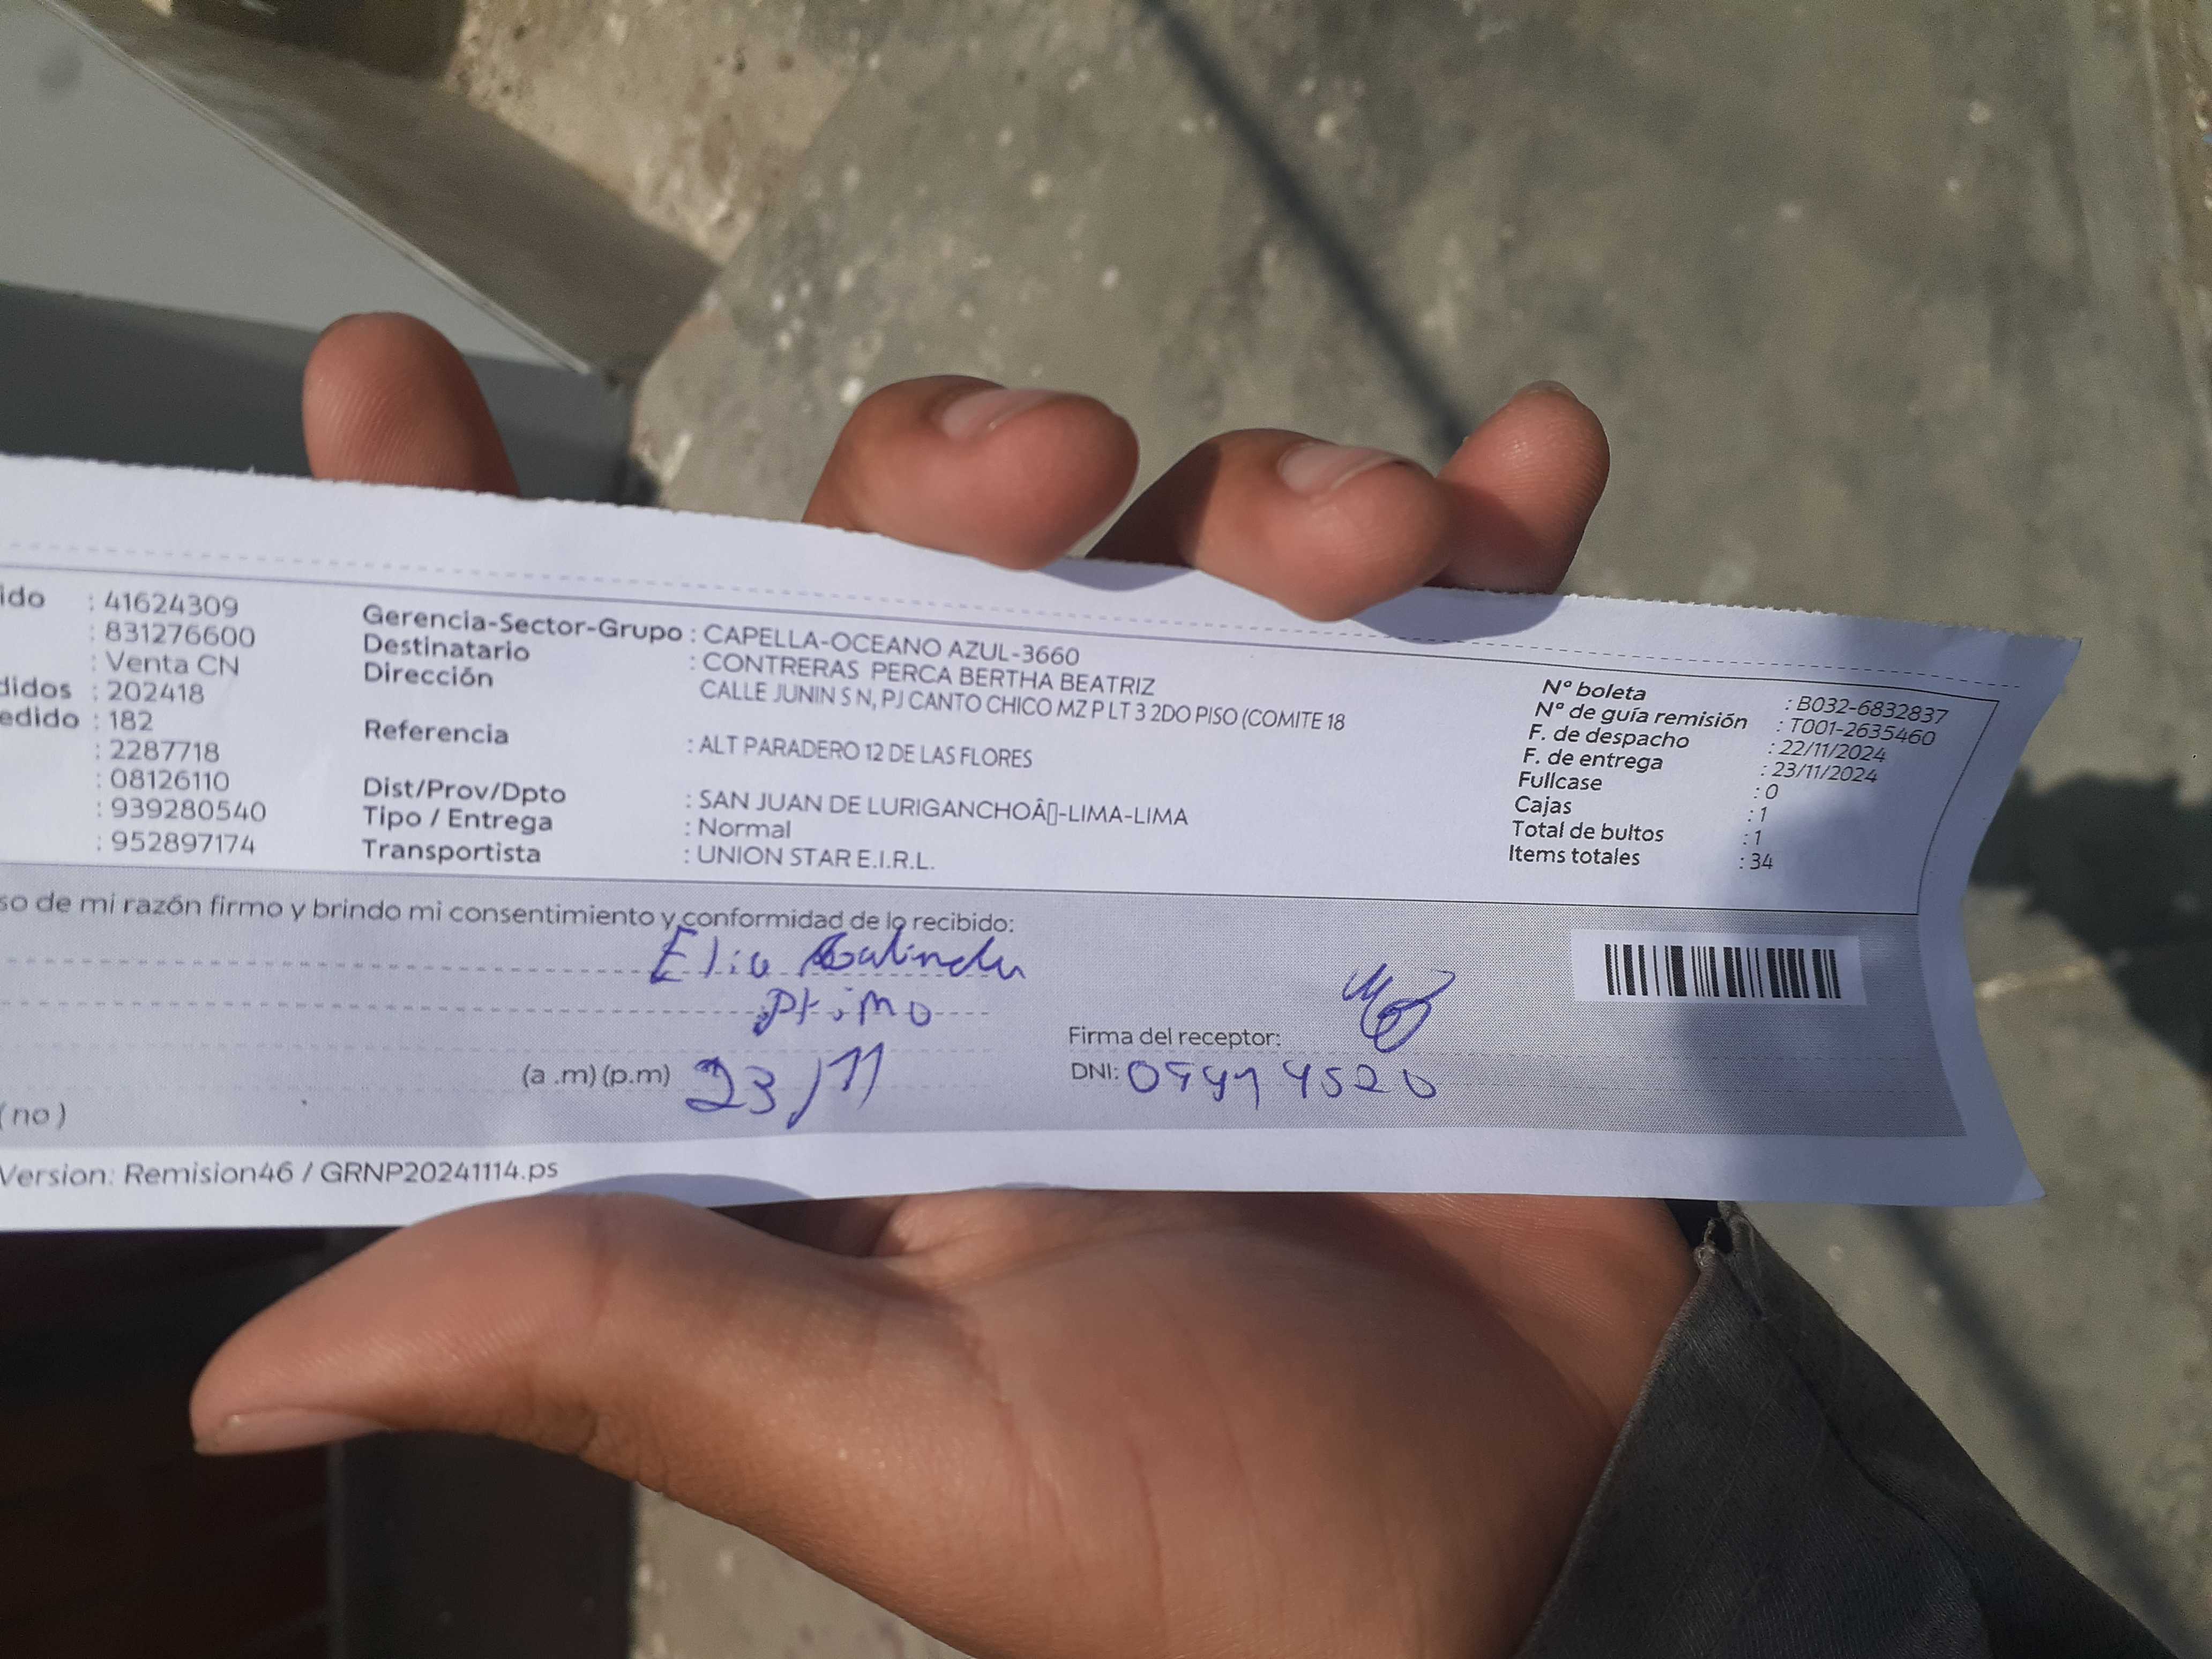 ido : 41624309
: 831276600
: Venta CN
didos : 202418
edido : 182
: 2287718
: 08126110
: 939280540
: 952897174
Gerencia-Sector-Grupo : CAPELLA-OCEANO AZUL-3660
Destinatario : CONTRERAS PERCA BERTHA BEATRIZ
Dirección CALLE JUNIN S N, PJ CANTO CHICO MZ P LT 3 2DO PISO (COMITE 18
Referencia : ALT PARADERO 12 DE LAS FLORES
Dist/Prov/Dpto : SAN JUAN DE LURIGANCHOÂ▯-LIMA-LIMA
Tipo / Entrega : Normal
Transportista : UNION STAR E.I.R.L.
N° boleta : B032-6832837
N° de guía remisión : T001-2635460
F. de despacho : 22/11/2024
F. de entrega : 23/11/2024
Fullcase : 0
Cajas : 1
Total de bultos : 1
Items totales : 34
so de mi razón firmo y brindo mi consentimiento y conformidad de lo recibido:
Firma del receptor:
(a .m) (p.m) 23/11
DNI:
( no )
Version: Remision46 / GRNP20241114.ps